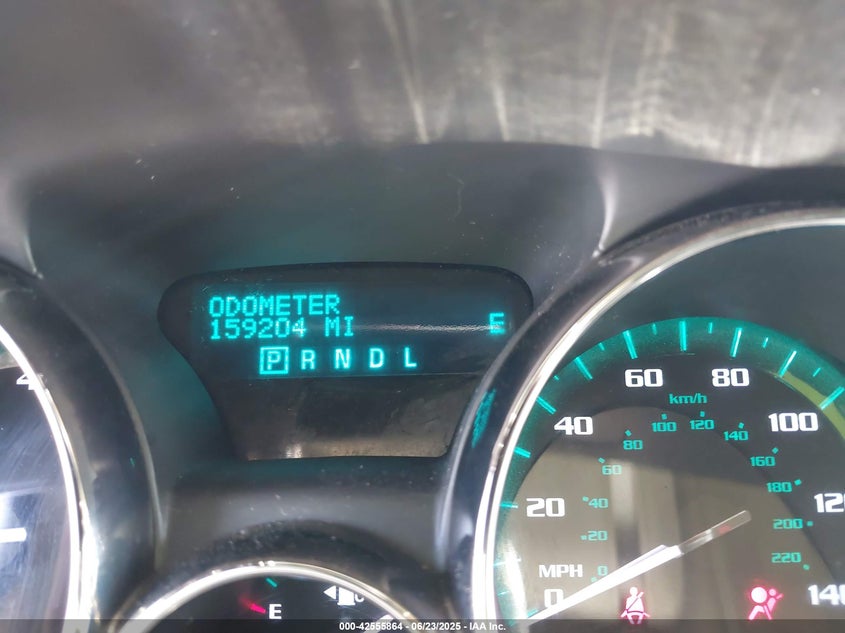 ODOMETER
159204 MI E
P R N D L
4
60 80
km/h
40 100
80 100 120 140
60 160
20 40 180 120
20 200
MPH 0 220
0 140
E
000-42555864 - 06/23/2025 - IAA Inc.